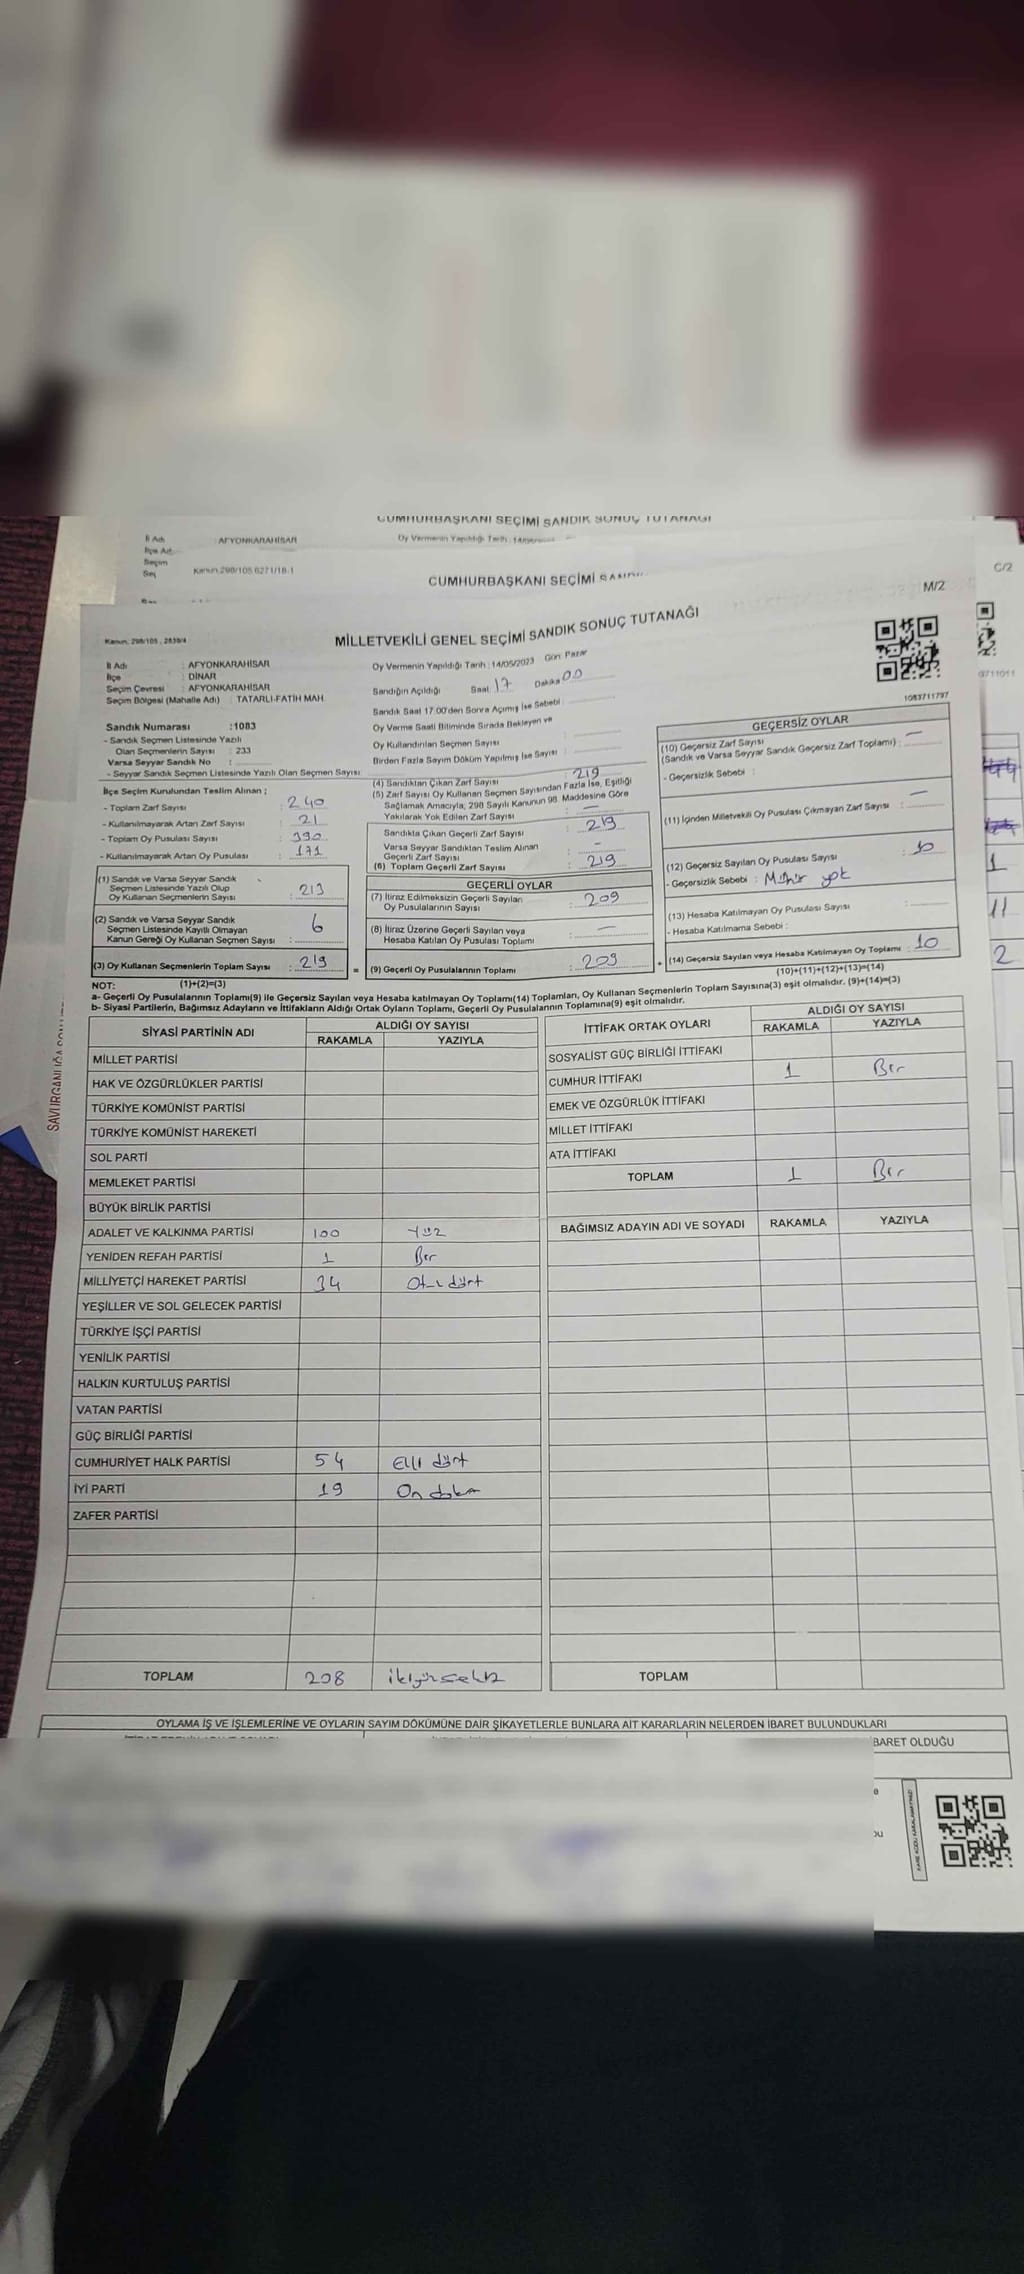 CUMHURBAŞKANI SEÇİMİ SANDIK SONUÇ TUTANAĞI
İl Adı : AFYONKARAHİSAR
Oy Vermenin Yapıldığı Tarih : 14/05/
İlçe Ad
Seçim
Seç
Kanun.298/105.6271/18-1
CUMHURBAŞKANI SEÇİMİ
C/2
M/2
Kanun. 298/105 , 2839/4
MİLLETVEKİLİ GENEL SEÇİMİ SANDIK SONUÇ TUTANAĞI
İl Adı : AFYONKARAHİSAR
İlçe : DİNAR
Seçim Çevresi : AFYONKARAHİSAR
Seçim Bölgesi (Mahalle Adı) : TATARLI-FATİH MAH.
Oy Vermenin Yapıldığı Tarih : 14/05/2023 Gün: Pazar
Sandığın Açıldığı Saat 17 Dakika 00
Sandık Saat 17:00'den Sonra Açılmış İse Sebebi
1083711797
Sandık Numarası :1083
- Sandık Seçmen Listesinde Yazılı
Olan Seçmenlerin Sayısı : 233
Varsa Seyyar Sandık No :
- Seyyar Sandık Seçmen Listesinde Yazılı Olan Seçmen Sayısı:
İlçe Seçim Kurulundan Teslim Alınan ;
- Toplam Zarf Sayısı : 240
- Kullanılmayarak Artan Zarf Sayısı : 21
- Toplam Oy Pusulası Sayısı : 390
- Kullanılmayarak Artan Oy Pusulası : 171
(1) Sandık ve Varsa Seyyar Sandık
Seçmen Listesinde Yazılı Olup
Oy Kullanan Seçmenlerin Sayısı : 213
(2) Sandık ve Varsa Seyyar Sandık
Seçmen Listesinde Kayıtlı Olmayan
Kanun Gereği Oy Kullanan Seçmen Sayısı : 6
(3) Oy Kullanan Seçmenlerin Toplam Sayısı : 219
Oy Verme Saati Bitiminde Sırada Bekleyen ve
Oy Kullandırılan Seçmen Sayısı
Birden Fazla Sayım Döküm Yapılmış İse Sayısı
(4) Sandıktan Çıkan Zarf Sayısı : 219
(5) Zarf Sayısı Oy Kullanan Seçmen Sayısından Fazla İse, Eşitliği
Sağlamak Amacıyla, 298 Sayılı Kanunun 98. Maddesine Göre
Yakılarak Yok Edilen Zarf Sayısı : —
Sandıkta Çıkan Geçerli Zarf Sayısı : 219
Varsa Seyyar Sandıktan Teslim Alınan
Geçerli Zarf Sayısı : -
(6) Toplam Geçerli Zarf Sayısı : 219
GEÇERLİ OYLAR
(7) İtiraz Edilmeksizin Geçerli Sayılan
Oy Pusulalarının Sayısı : 209
(8) İtiraz Üzerine Geçerli Sayılan veya
Hesaba Katılan Oy Pusulası Toplamı : —
= (9) Geçerli Oy Pusulalarının Toplamı : 209
GEÇERSİZ OYLAR
(10) Geçersiz Zarf Sayısı
(Sandık ve Varsa Seyyar Sandık Geçersiz Zarf Toplamı) : —
- Geçersizlik Sebebi :
(11) İçinden Milletvekili Oy Pusulası Çıkmayan Zarf Sayısı : —
(12) Geçersiz Sayılan Oy Pusulası Sayısı : 10
- Geçersizlik Sebebi : Mühür yok
(13) Hesaba Katılmayan Oy Pusulası Sayısı
- Hesaba Katılmama Sebebi :
+ (14) Geçersiz Sayılan veya Hesaba Katılmayan Oy Toplamı : 10
NOT: (1)+(2)=(3)
(10)+(11)+(12)+(13)=(14)
a- Geçerli Oy Pusulalarının Toplamı(9) ile Geçersiz Sayılan veya Hesaba katılmayan Oy Toplamı(14) Toplamları, Oy Kullanan Seçmenlerin Toplam Sayısına(3) eşit olmalıdır. (9)+(14)=(3)
b- Siyasi Partilerin, Bağımsız Adayların ve İttifakların Aldığı Ortak Oyların Toplamı, Geçerli Oy Pusulalarının Toplamına(9) eşit olmalıdır.
SİYASİ PARTİNİN ADI ALDIĞI OY SAYISI
RAKAMLA YAZIYLA
MİLLET PARTİSİ
HAK VE ÖZGÜRLÜKLER PARTİSİ
TÜRKİYE KOMÜNİST PARTİSİ
TÜRKİYE KOMÜNİST HAREKETİ
SOL PARTİ
MEMLEKET PARTİSİ
BÜYÜK BİRLİK PARTİSİ
ADALET VE KALKINMA PARTİSİ 100 Yüz
YENİDEN REFAH PARTİSİ 1 Bir
MİLLİYETÇİ HAREKET PARTİSİ 34 Otuz dört
YEŞİLLER VE SOL GELECEK PARTİSİ
TÜRKİYE İŞÇİ PARTİSİ
YENİLİK PARTİSİ
HALKIN KURTULUŞ PARTİSİ
VATAN PARTİSİ
GÜÇ BİRLİĞİ PARTİSİ
CUMHURİYET HALK PARTİSİ 54 Elli dört
İYİ PARTİ 19 On dokuz
ZAFER PARTİSİ
TOPLAM 208 ikiyüz sekiz
İTTİFAK ORTAK OYLARI ALDIĞI OY SAYISI
RAKAMLA YAZIYLA
SOSYALİST GÜÇ BİRLİĞİ İTTİFAKI
CUMHUR İTTİFAKI 1 Bir
EMEK VE ÖZGÜRLÜK İTTİFAKI
MİLLET İTTİFAKI
ATA İTTİFAKI
TOPLAM 1 Bir
BAĞIMSIZ ADAYIN ADI VE SOYADI RAKAMLA YAZIYLA
TOPLAM
OYLAMA İŞ VE İŞLEMLERİNE VE OYLARIN SAYIM DÖKÜMÜNE DAİR ŞİKAYETLERLE BUNLARA AİT KARARLARIN NELERDEN İBARET BULUNDUKLARI
BARET OLDUĞU
KARE KODU KARALAMAYINIZ!